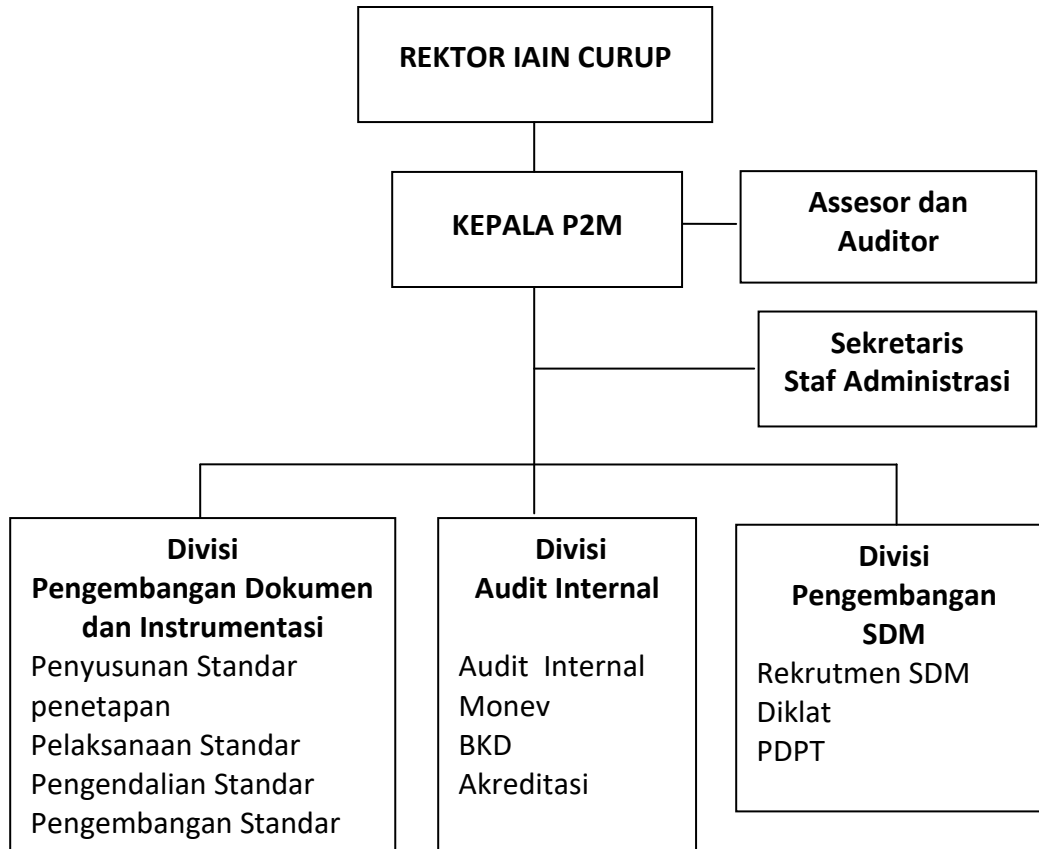 REKTOR IAIN CURUP
KEPALA P2M
Assesor dan
Auditor
Sekretaris
Staf Administrasi
Divisi
Pengembangan Dokumen
dan Instrumentasi
Penyusunan Standar
penetapan
Pelaksanaan Standar
Pengendalian Standar
Pengembangan Standar
Divisi
Audit Internal
Audit  Internal
Monev
BKD
Akreditasi
Divisi
Pengembangan
SDM
Rekrutmen SDM
Diklat
PDPT